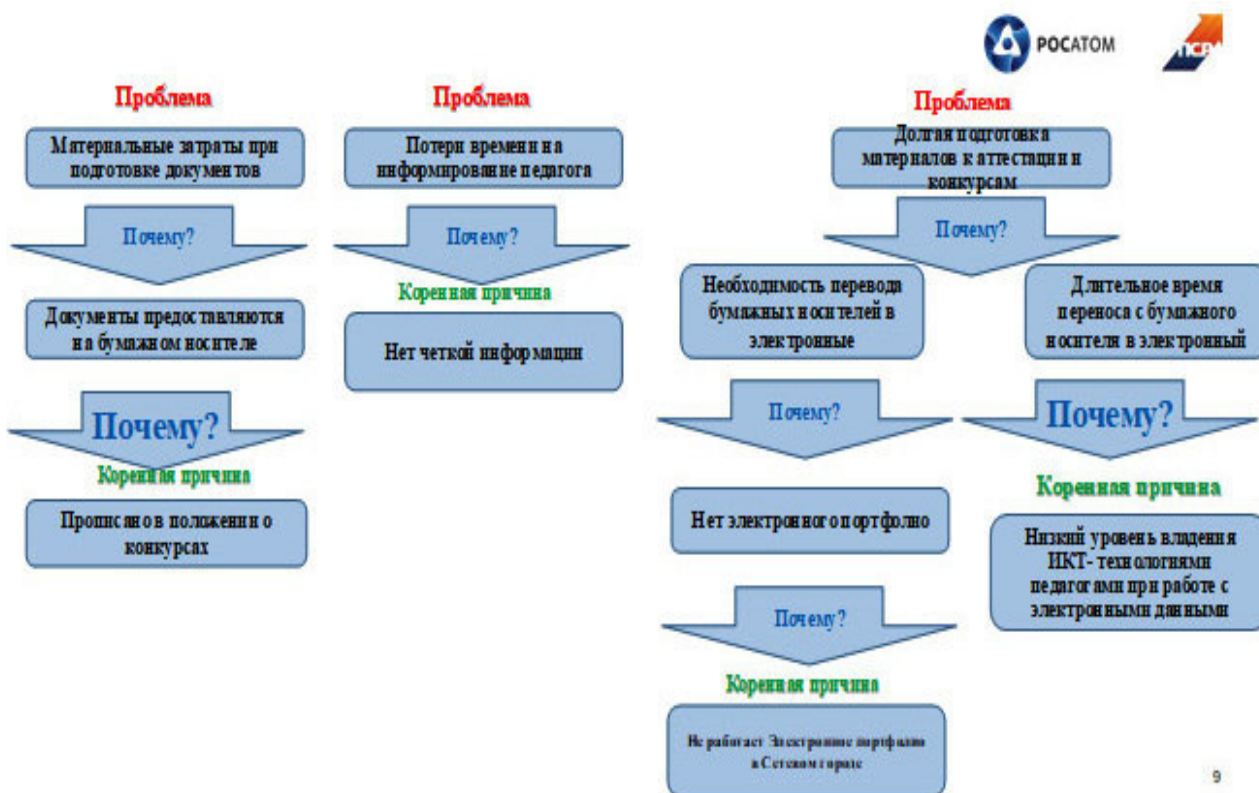 РОСАТОМ
ПСР
Проблема
Материальные затраты при
подготовке документов
Почему?
Документы предоставляются
на бумажном носителе
Почему?
Коренная причина
Прописано в положении о
конкурсах
Проблема
Потери времени на
информирование педагога
Почему?
Коренная причина
Нет четкой информации
Проблема
Долгая подготовка
материалов к аттестации и
конкурсам
Почему?
Необходимость перевода
бумажных носителей в
электронные
Почему?
Нет электронного портфолио
Почему?
Коренная причина
Не работает Электронное портфолио
в Сетевом городе
Длительное время
переноса с бумажного
носителя в электронный
Почему?
Коренная причина
Низкий уровень владения
ИКТ- технологиями
педагогами при работе с
электронными данными
9